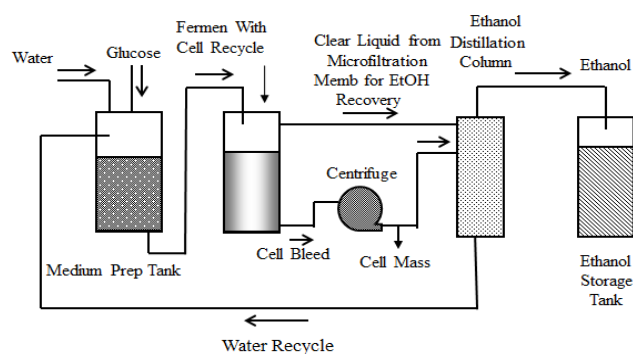 Water
Glucose
Fermen With
Cell Recycle
Clear Liquid from
Microfiltration
Memb for EtOH
Recovery
Ethanol
Distillation
Column
Ethanol
Centrifuge
Cell Bleed
Cell Mass
Medium Prep Tank
Ethanol
Storage
Tank
Water Recycle